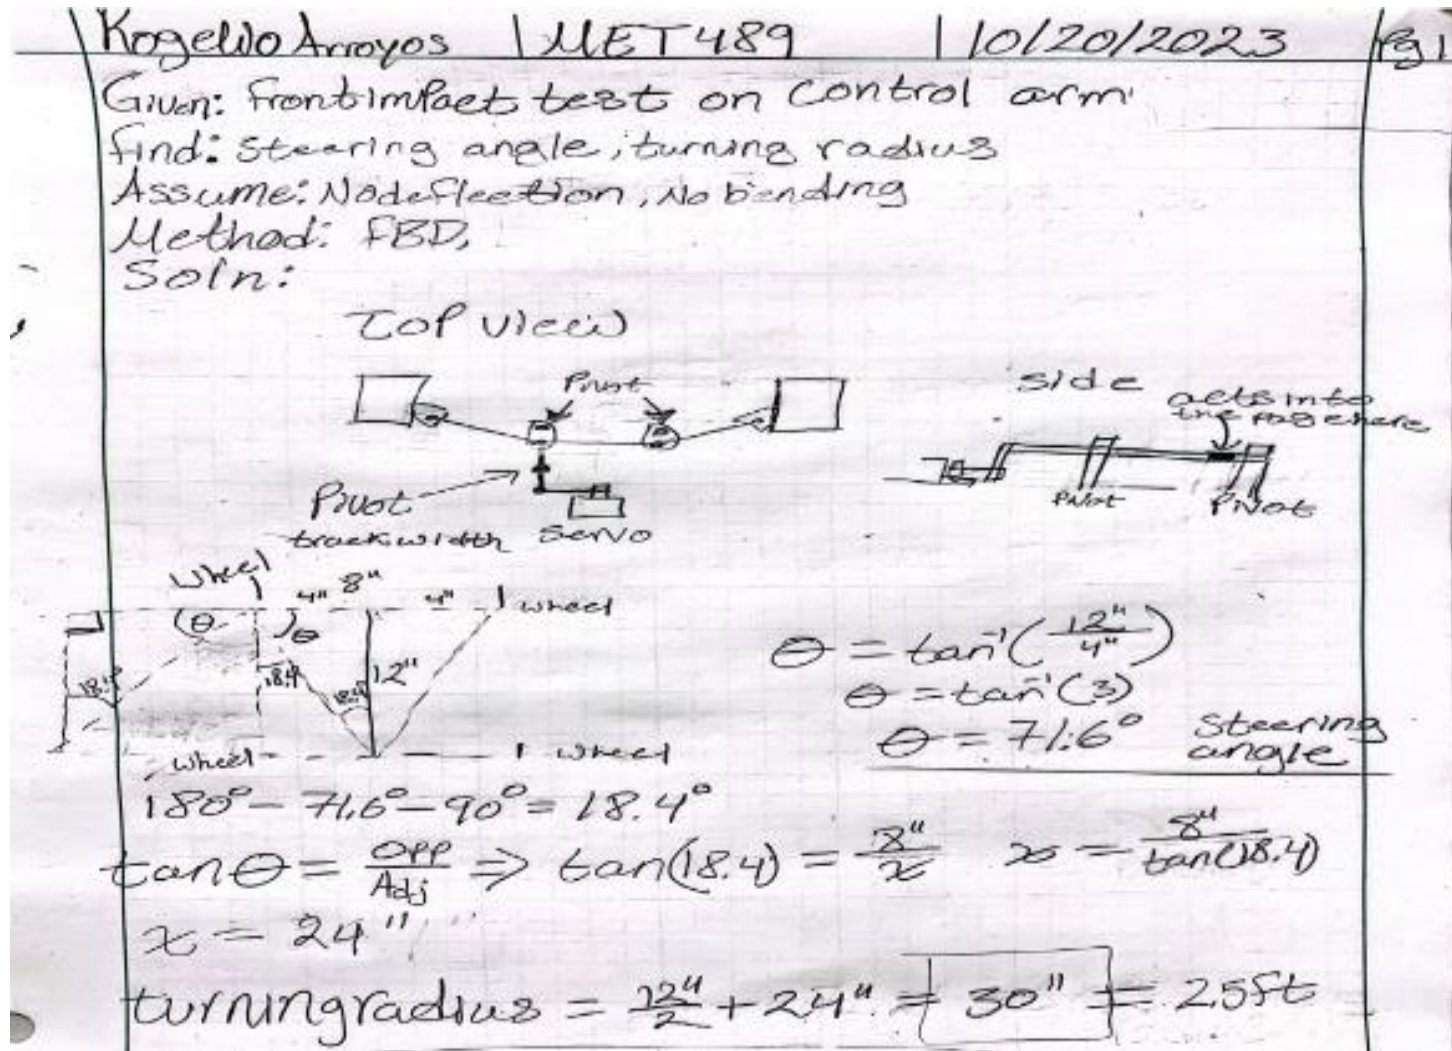 Rogelio Arroyos | MET 489 | 10/20/2023 Pg 1
Given: Front impact test on control arm
Find: Steering angle, turning radius
Assume: No deflection, No bending
Method: FBD,
Soln:
Top view
Pivot
side
acts into
the page here
Pivot
Servo
Pivot
Pivot
track width
wheel
4" 8" 4"
wheel
θ
θ
18.4
18.4
18.4
12"
wheel
wheel
θ = tan⁻¹(12"/4")
θ = tan⁻¹(3)
θ = 71.6° Steering
angle
180° - 71.6° - 90° = 18.4°
tanθ = OPP/Adj => tan(18.4) = 8"/x x = 8"/tan(18.4)
x = 24"
turning radius = 12"/2 + 24" = 30" = 2.5ft